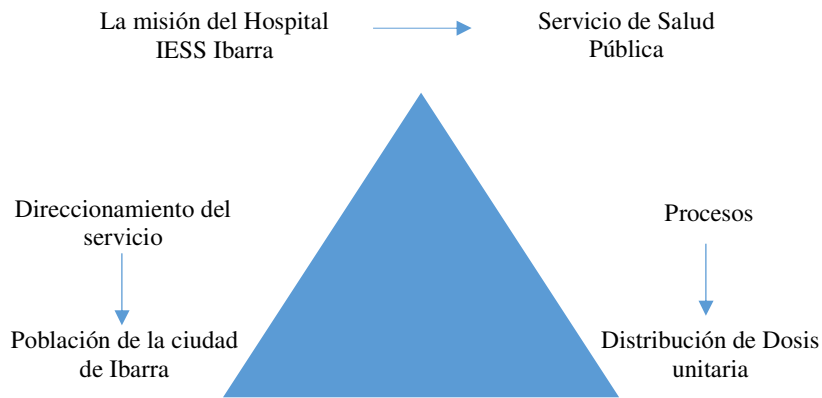 La misión del Hospital
IESS Ibarra
Servicio de Salud
Pública
Direccionamiento del
servicio
Procesos
Población de la ciudad
de Ibarra
Distribución de Dosis
unitaria